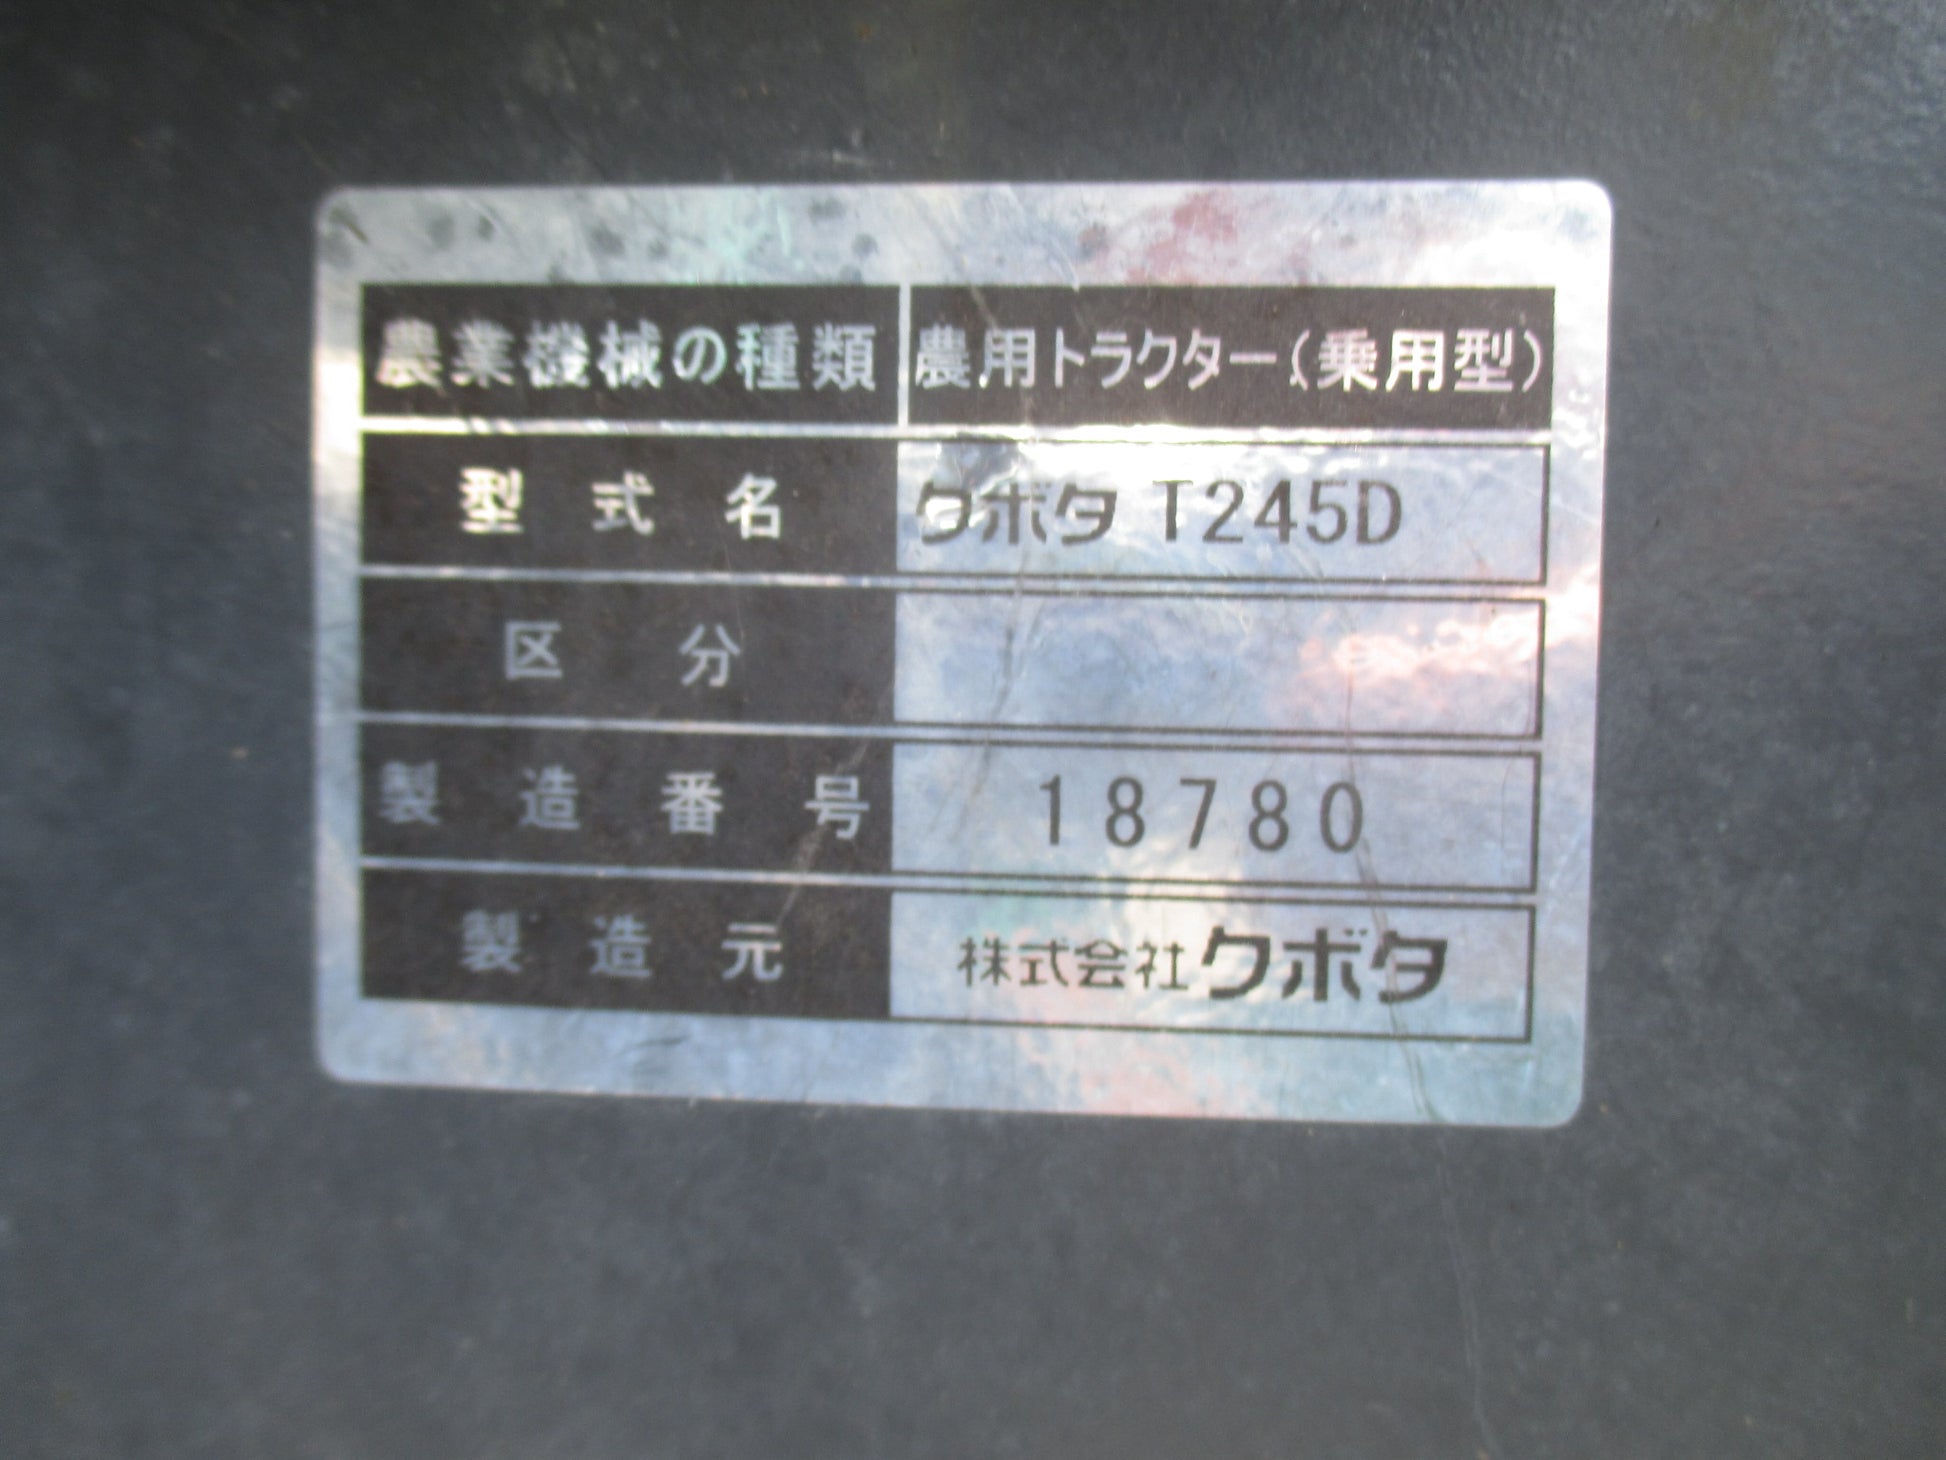 農業機械の種類 農用トラクター(乗用型)
型式名 クボタ T245D
区分
製造番号 18780
製造元 株式会社クボタ